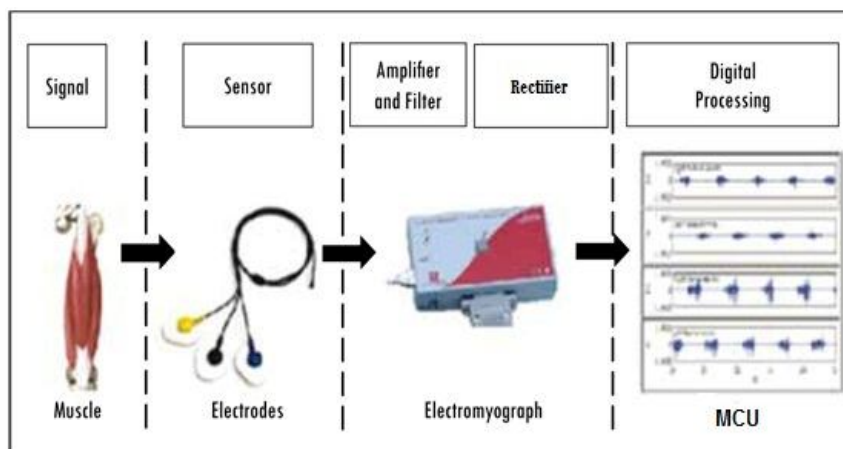 Signal
Sensor
Amplifier
and Filter
Rectifier
Digital
Processing
Muscle
Electrodes
Electromyograph
MCU